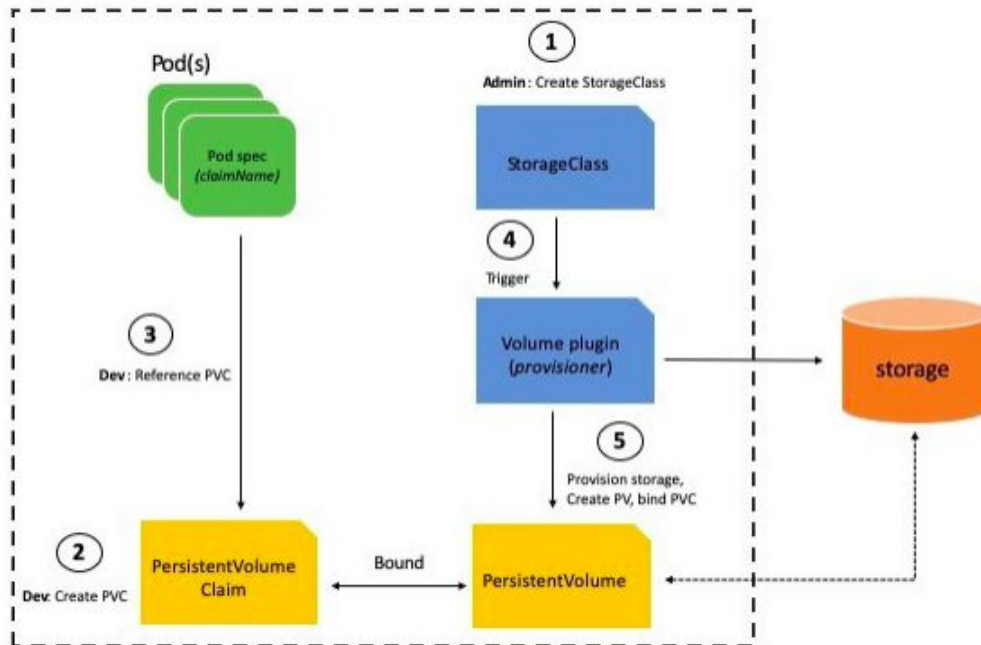 1
Admin: Create StorageClass
Pod(s)
Pod spec
(claimName)
StorageClass
4
Trigger
3
Dev: Reference PVC
Volume plugin
(provisioner)
storage
5
Provision storage,
Create PV, bind PVC
2
Dev: Create PVC
PersistentVolume
Claim
Bound
PersistentVolume